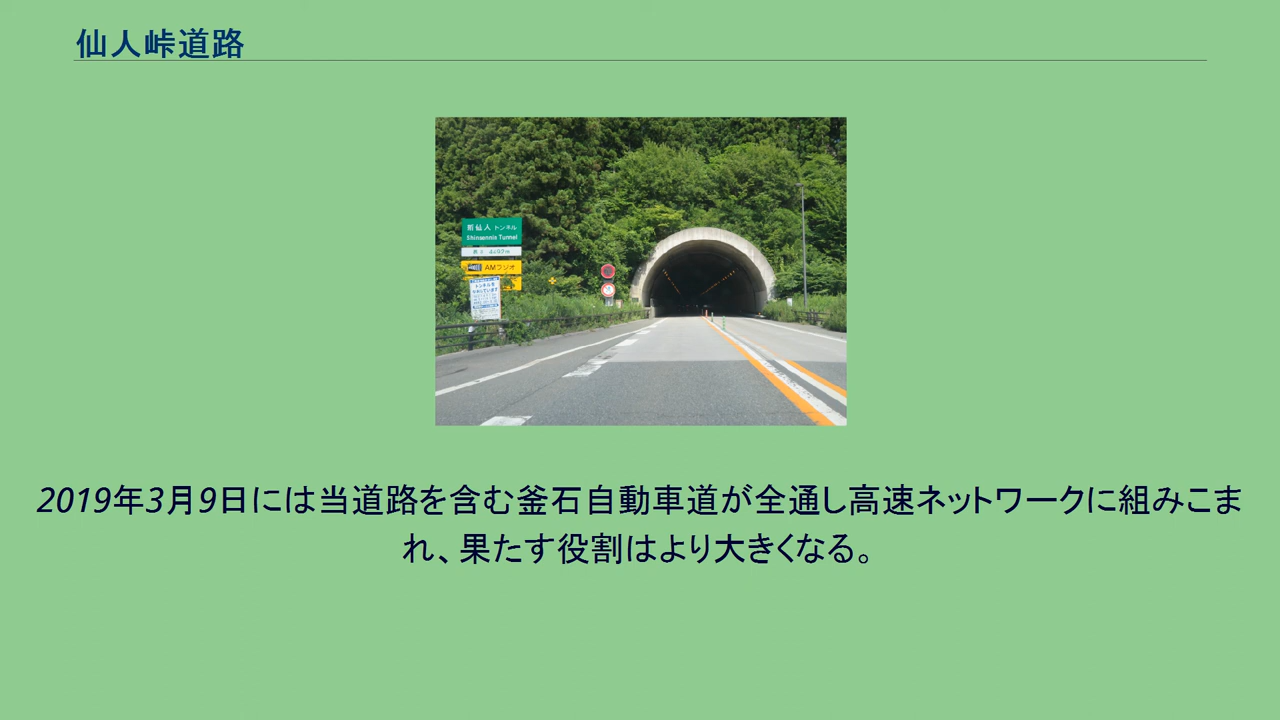 仙人峠道路
新仙人 トンネル
Shinsennin Tunnel
長さ 4492m
AMラジオ
2019年3月9日には当道路を含む釜石自動車道が全通し高速ネットワークに組みこま
れ、果たす役割はより大きくなる。